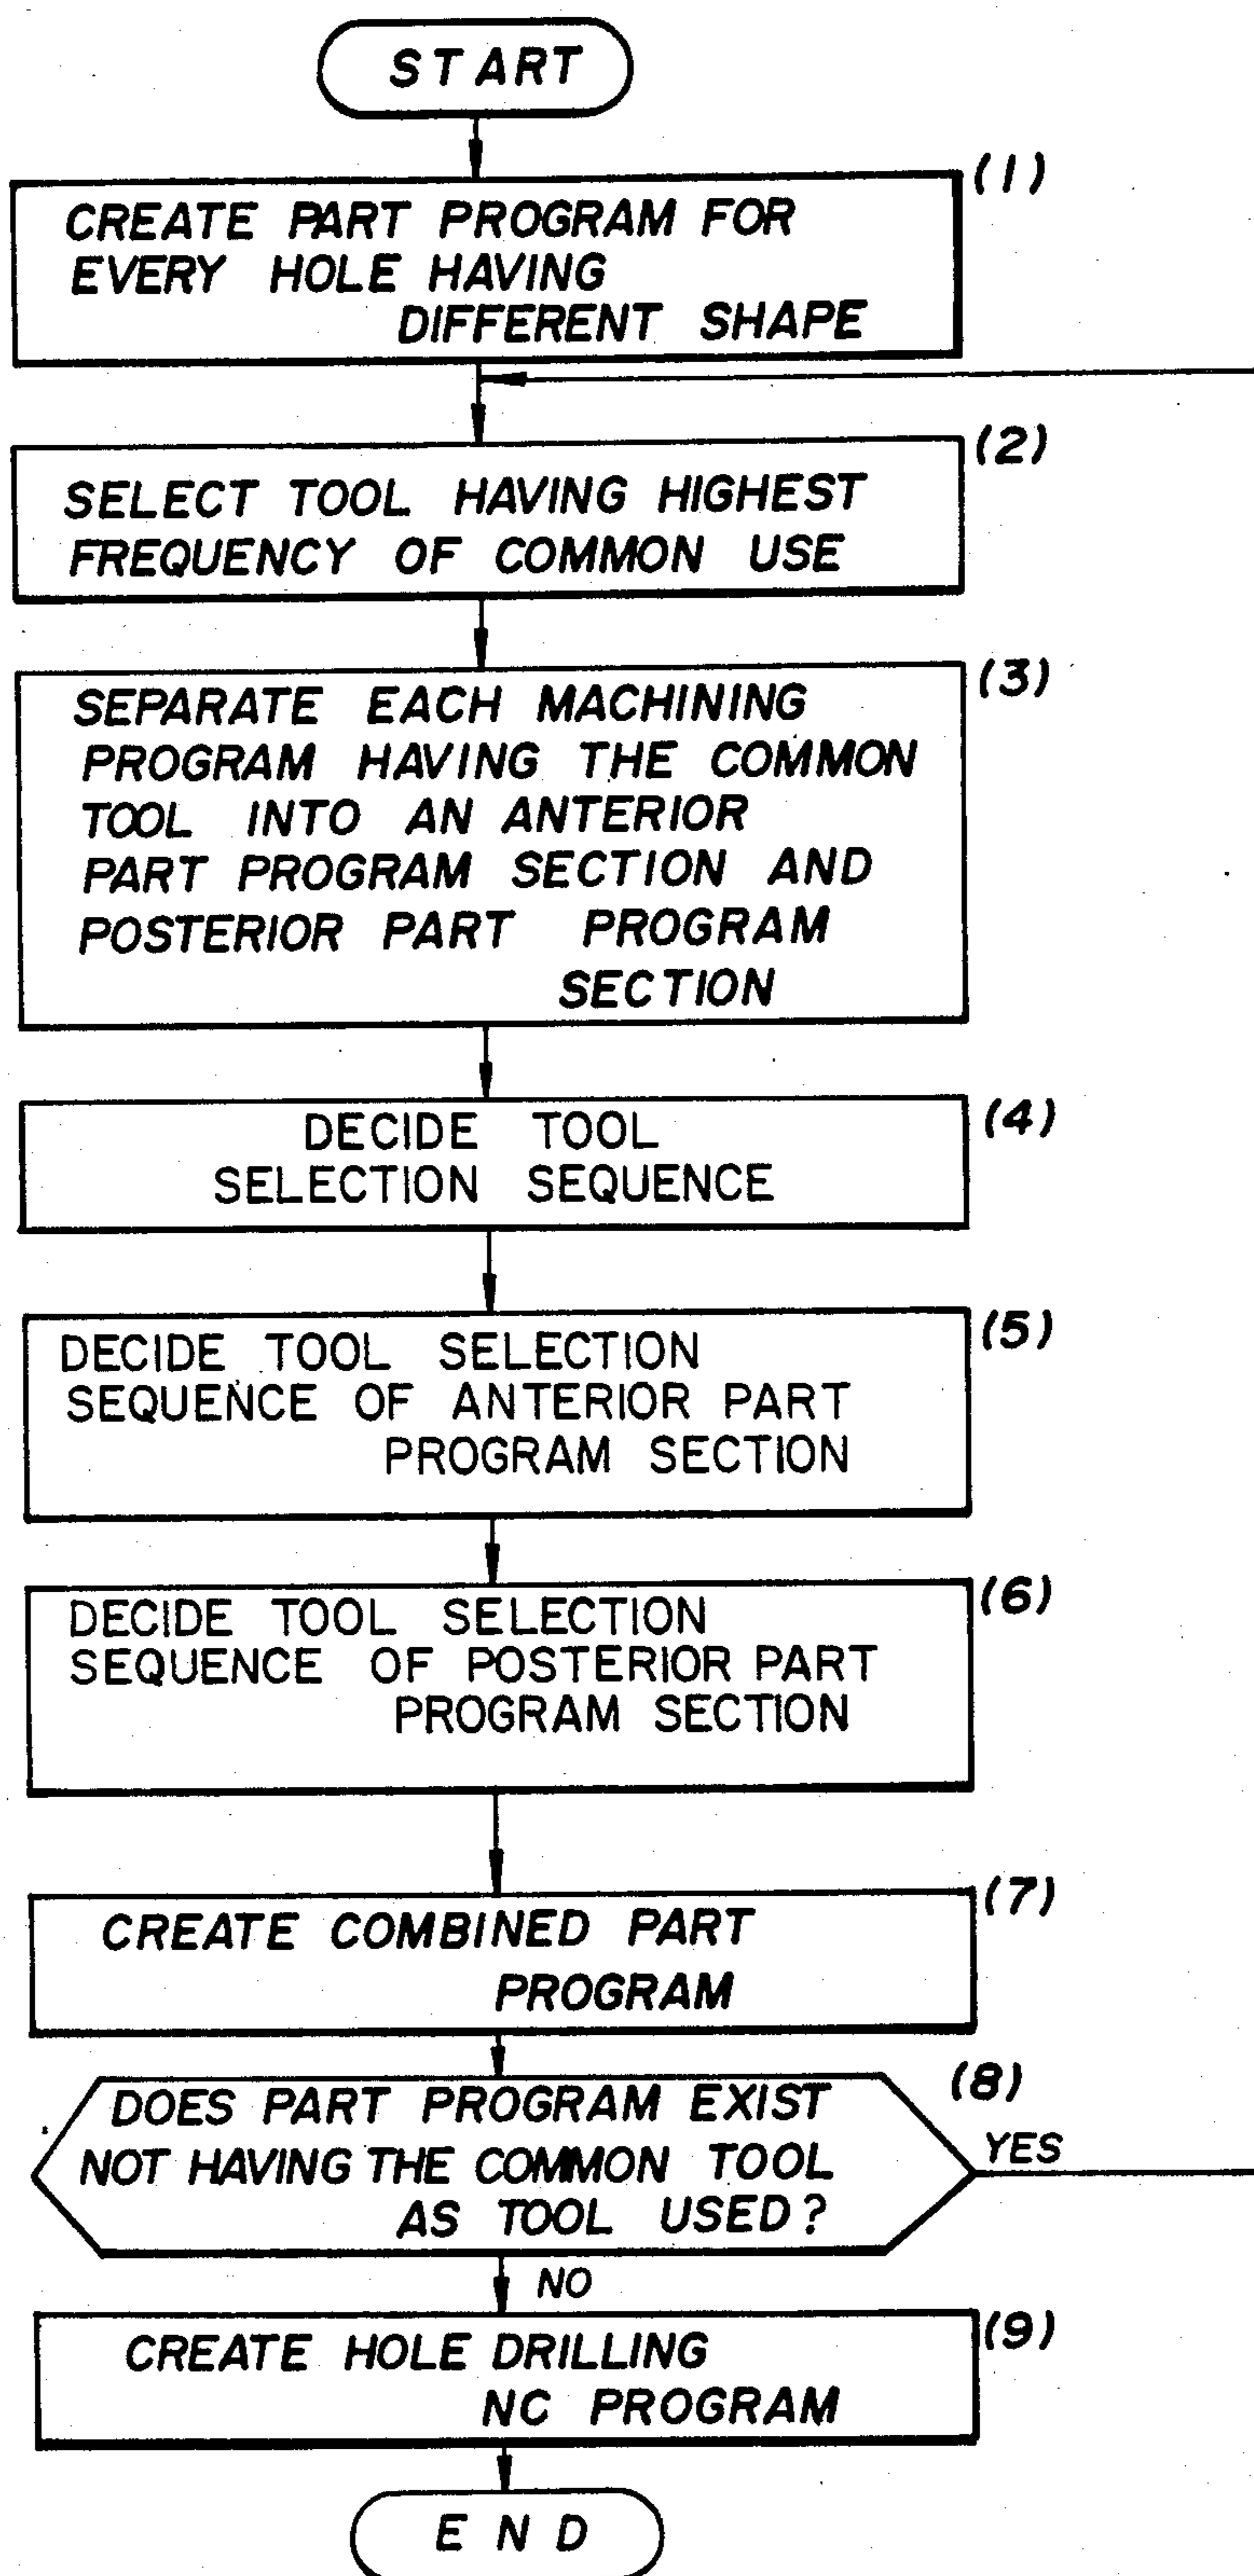 START
(1)
CREATE PART PROGRAM FOR
EVERY HOLE HAVING
DIFFERENT SHAPE
(2)
SELECT TOOL HAVING HIGHEST
FREQUENCY OF COMMON USE
(3)
SEPARATE EACH MACHINING
PROGRAM HAVING THE COMMON
TOOL INTO AN ANTERIOR
PART PROGRAM SECTION AND
POSTERIOR PART PROGRAM
SECTION
(4)
DECIDE TOOL
SELECTION SEQUENCE
(5)
DECIDE TOOL SELECTION
SEQUENCE OF ANTERIOR PART
PROGRAM SECTION
(6)
DECIDE TOOL SELECTION
SEQUENCE OF POSTERIOR PART
PROGRAM SECTION
(7)
CREATE COMBINED PART
PROGRAM
(8)
DOES PART PROGRAM EXIST
NOT HAVING THE COMMON TOOL
AS TOOL USED?
YES
NO
(9)
CREATE HOLE DRILLING
NC PROGRAM
END